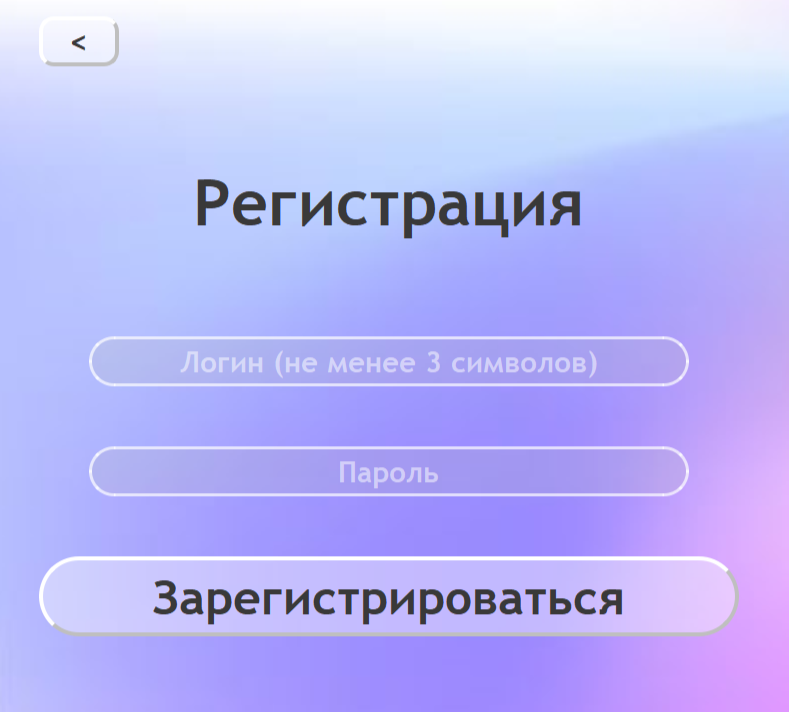 <
Регистрация
Логин (не менее 3 символов)
Пароль
Зарегистрироваться